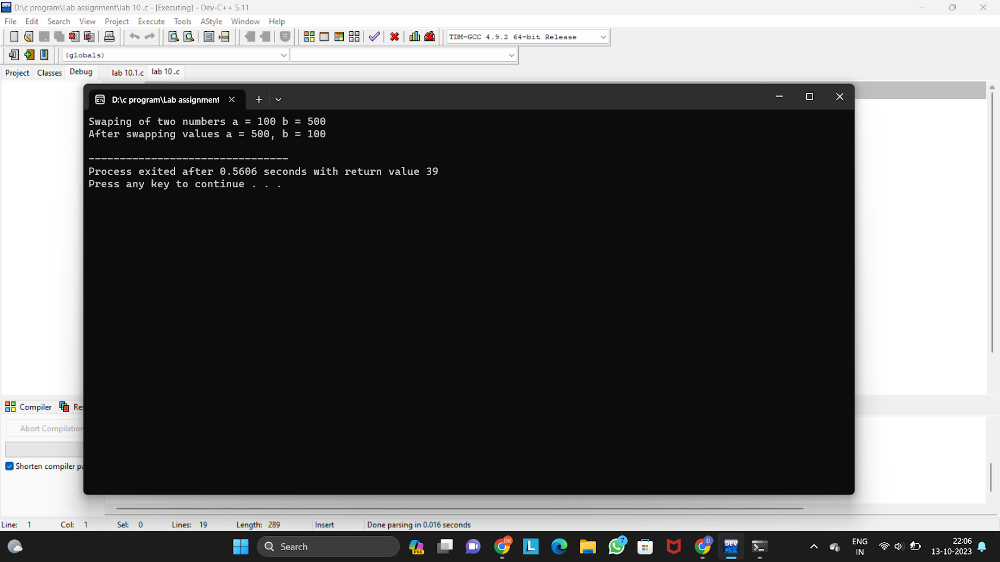 D:\c program\Lab assignment\lab 10 .c - [Executing] - Dev-C++ 5.11
File Edit Search View Project Execute Tools AStyle Window Help
TDM-GCC 4.9.2 64-bit Release
(globals)
Project Classes Debug lab 10.1.c lab 10 .c
D:\c program\Lab assignment
Swaping of two numbers a = 100 b = 500
After swapping values a = 500, b = 100
--------------------------------
Process exited after 0.5606 seconds with return value 39
Press any key to continue . . .
Compiler Res
Abort Compilation
Shorten compiler pa
Line: 1 Col: 1 Sel: 0 Lines: 19 Length: 289 Insert Done parsing in 0.016 seconds
Search
PRE
DK
L
7
D
DEV
C++
ENG
IN
22:06
13-10-2023